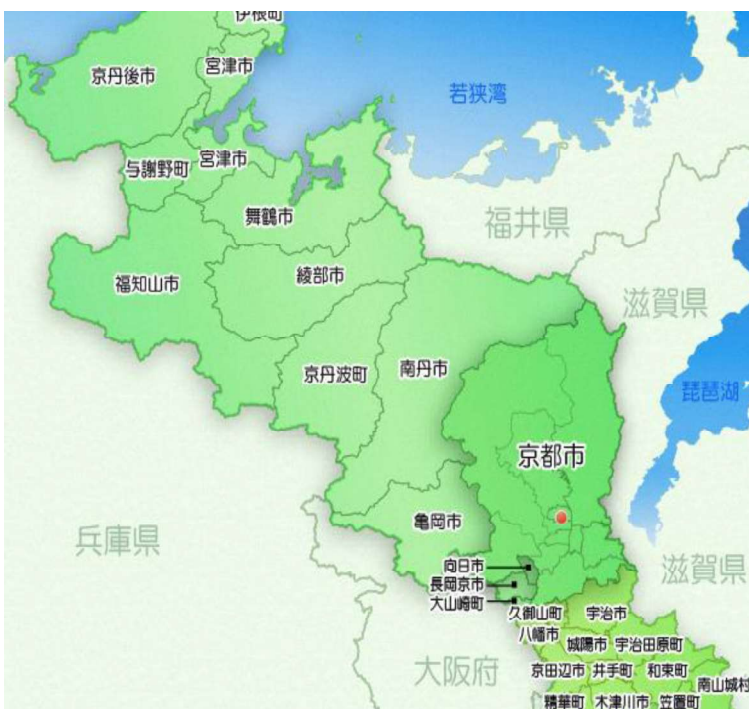 伊根町
宮津市
京丹後市
若狭湾
宮津市
与謝野町
舞鶴市
福井県
綾部市
福知山市
滋賀県
南丹市
京丹波町
琵琶湖
京都市
亀岡市
兵庫県
向日市
滋賀県
長岡京市
大山崎町
久御山町
宇治市
八幡市
城陽市
宇治田原町
大阪府
京田辺市
井手町
和束町
南山城村
精華町
木津川市
笠置町